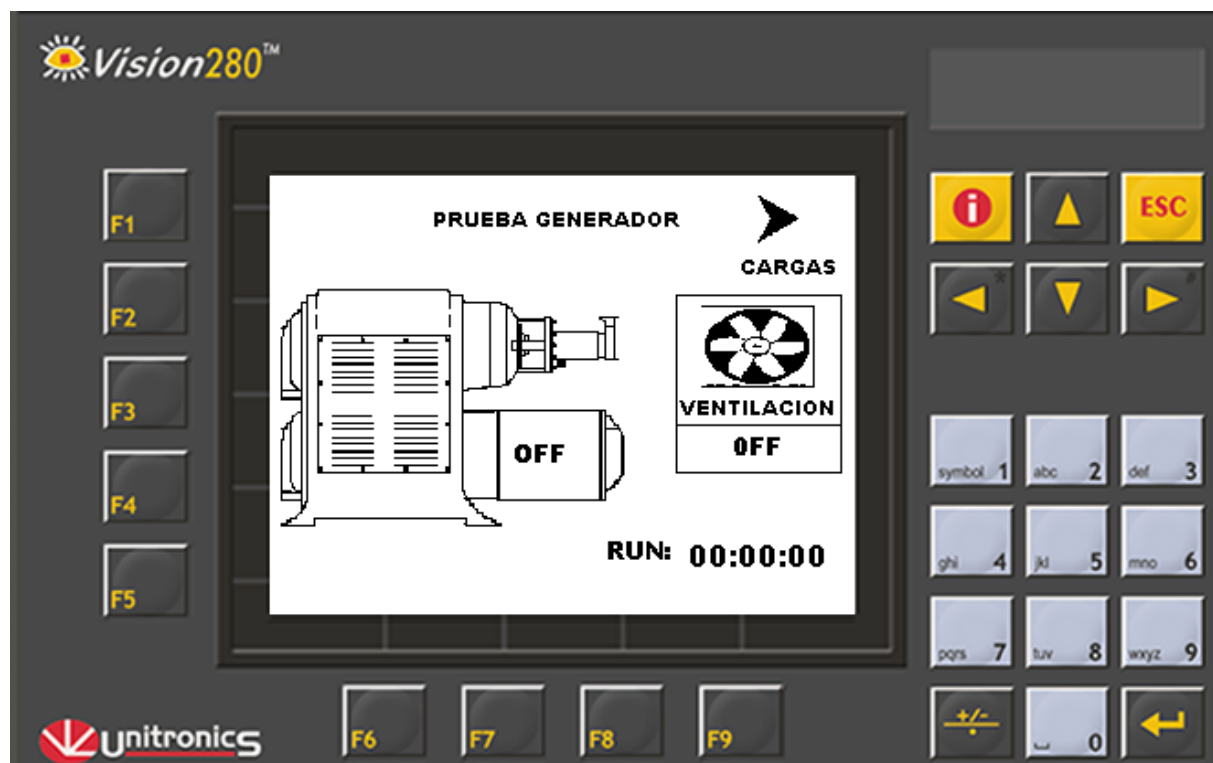 Vision280™
PRUEBA GENERADOR
CARGAS
VENTILACION
OFF
OFF
RUN: 00:00:00
F1
F2
F3
F4
F5
F6
F7
F8
F9
i
ESC
*
#
symbol 1
abc 2
def 3
ghi 4
jkl 5
mno 6
pqrs 7
tuv 8
wxyz 9
+/-
0
unitronics